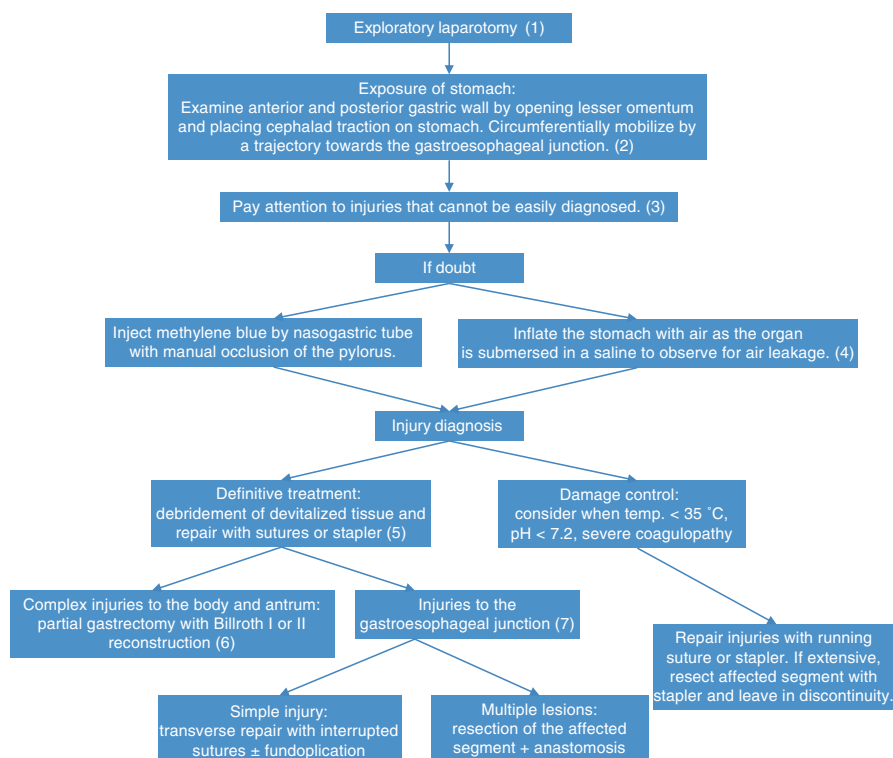 Exploratory laparotomy (1)
Exposure of stomach:
Examine anterior and posterior gastric wall by opening lesser omentum
and placing cephalad traction on stomach. Circumferentially mobilize by
a trajectory towards the gastroesophageal junction. (2)
Pay attention to injuries that cannot be easily diagnosed. (3)
If doubt
Inject methylene blue by nasogastric tube
with manual occlusion of the pylorus.
Inflate the stomach with air as the organ
is submersed in a saline to observe for air leakage. (4)
Injury diagnosis
Definitive treatment:
debridement of devitalized tissue and
repair with sutures or stapler (5)
Damage control:
consider when temp. < 35 ˚C,
pH < 7.2, severe coagulopathy
Complex injuries to the body and antrum:
partial gastrectomy with Billroth I or II
reconstruction (6)
Injuries to the
gastroesophageal junction (7)
Repair injuries with running
suture or stapler. If extensive,
resect affected segment with
stapler and leave in discontinuity.
Simple injury:
transverse repair with interrupted
sutures ± fundoplication
Multiple lesions:
resection of the affected
segment + anastomosis